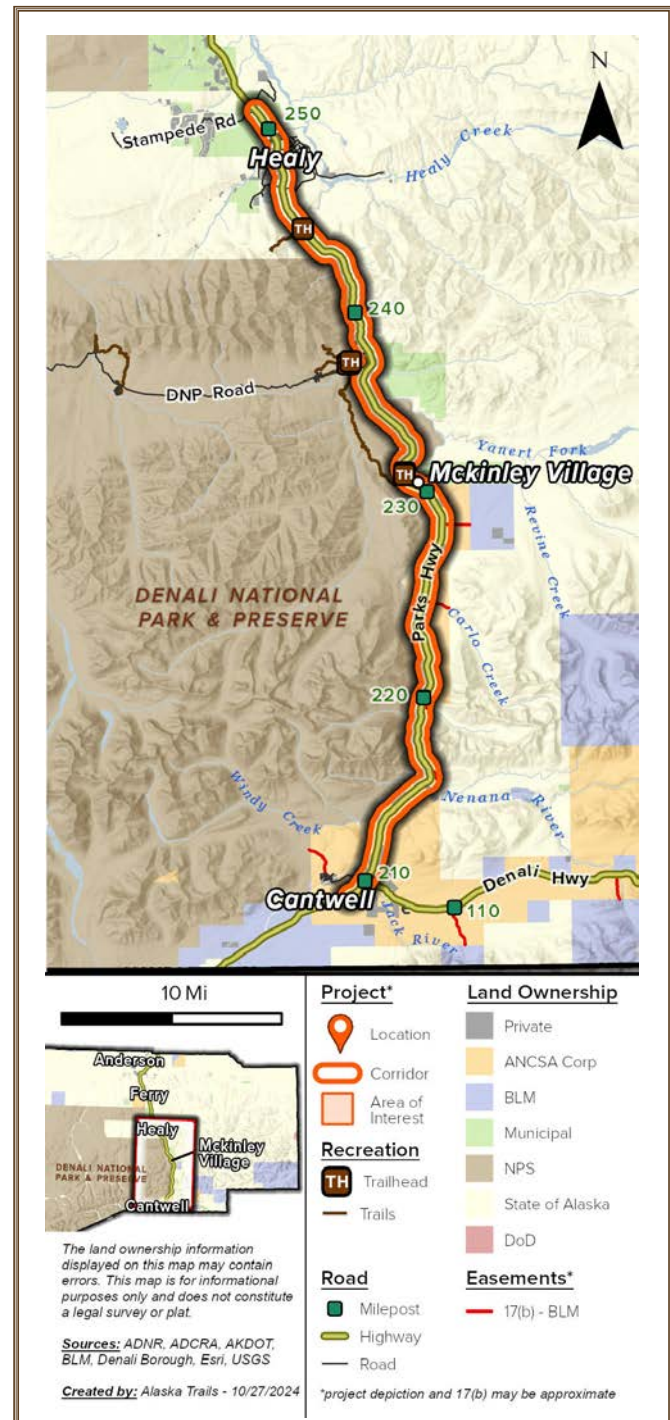 N
250
Stampede Rd
Healy
Healy Creek
TH
240
TH
DNP Road
Yanert Fork
TH
Mckinley Village
230
Revine Creek
Parks Hwy
DENALI NATIONAL
PARK & PRESERVE
Carlo Creek
220
Windy Creek
Nenana River
210
Denali Hwy
Cantwell
110
Jack River
10 Mi
Anderson
Ferry
Healy
Mckinley
Village
DENALI NATIONAL
PARK & PRESERVE
Cantwell
The land ownership information
displayed on this map may contain
errors. This map is for informational
purposes only and does not constitute
a legal survey or plat.
Sources: ADNR, ADCRA, AKDOT,
BLM, Denali Borough, Esri, USGS
Created by: Alaska Trails - 10/27/2024
Project*
Location
Corridor
Area of
Interest
Recreation
TH Trailhead
Trails
Road
Milepost
Highway
Road
Land Ownership
Private
ANCSA Corp
BLM
Municipal
NPS
State of Alaska
DoD
Easements*
17(b) - BLM
*project depiction and 17(b) may be approximate